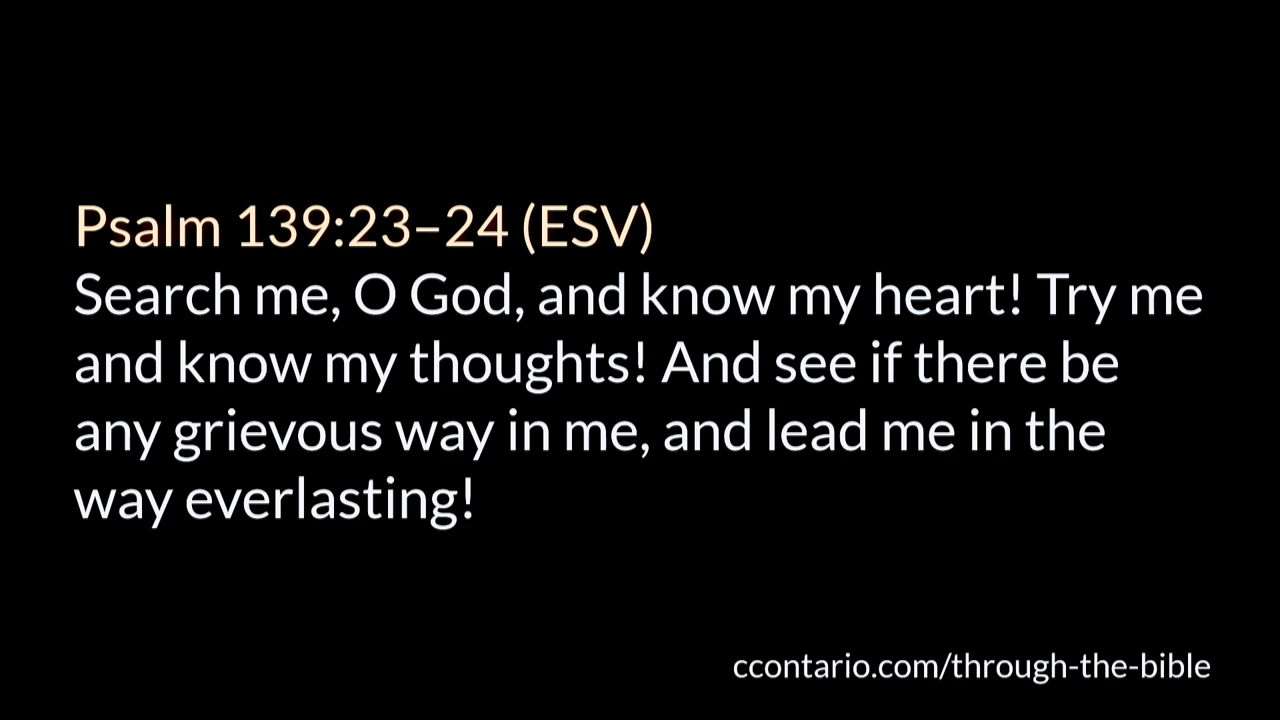 Psalm 139:23–24 (ESV)
Search me, O God, and know my heart! Try me
and know my thoughts! And see if there be
any grievous way in me, and lead me in the
way everlasting!
ccontario.com/through-the-bible